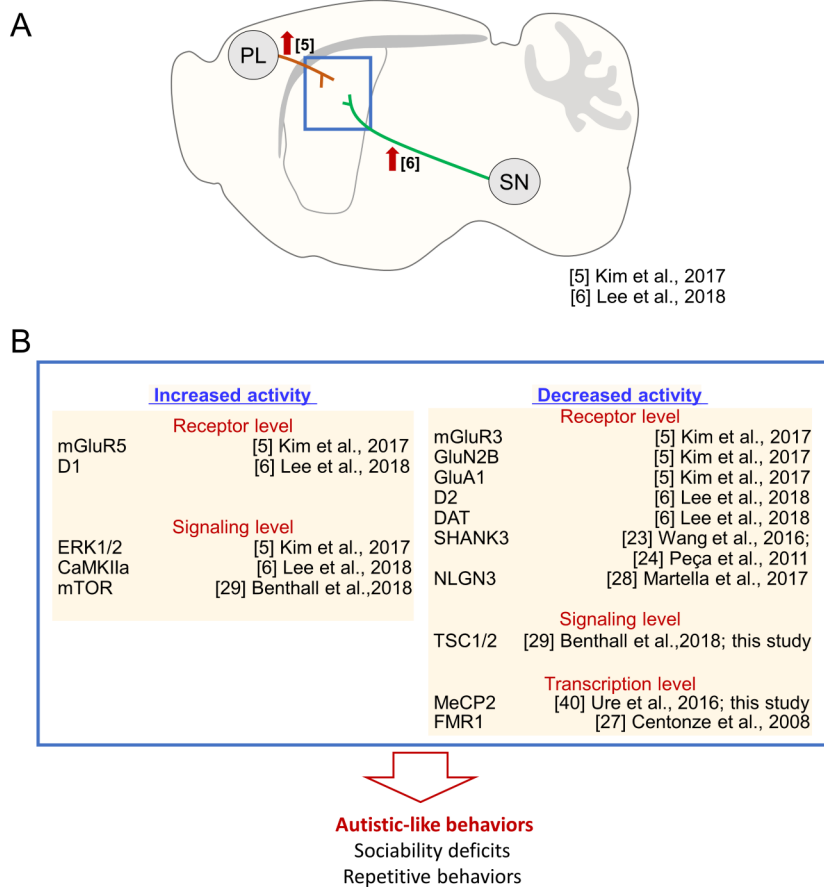 A
PL
[5]
[6]
SN
[5] Kim et al., 2017
[6] Lee et al., 2018
B
Increased activity
Receptor level
mGluR5 [5] Kim et al., 2017
D1 [6] Lee et al., 2018
Signaling level
ERK1/2 [5] Kim et al., 2017
CaMKIIa [6] Lee et al., 2018
mTOR [29] Benthall et al.,2018
Decreased activity
Receptor level
mGluR3 [5] Kim et al., 2017
GluN2B [5] Kim et al., 2017
GluA1 [5] Kim et al., 2017
D2 [6] Lee et al., 2018
DAT [6] Lee et al., 2018
SHANK3 [23] Wang et al., 2016;
[24] Peça et al., 2011
NLGN3 [28] Martella et al., 2017
Signaling level
TSC1/2 [29] Benthall et al.,2018; this study
Transcription level
MeCP2 [40] Ure et al., 2016; this study
FMR1 [27] Centonze et al., 2008
Autistic-like behaviors
Sociability deficits
Repetitive behaviors